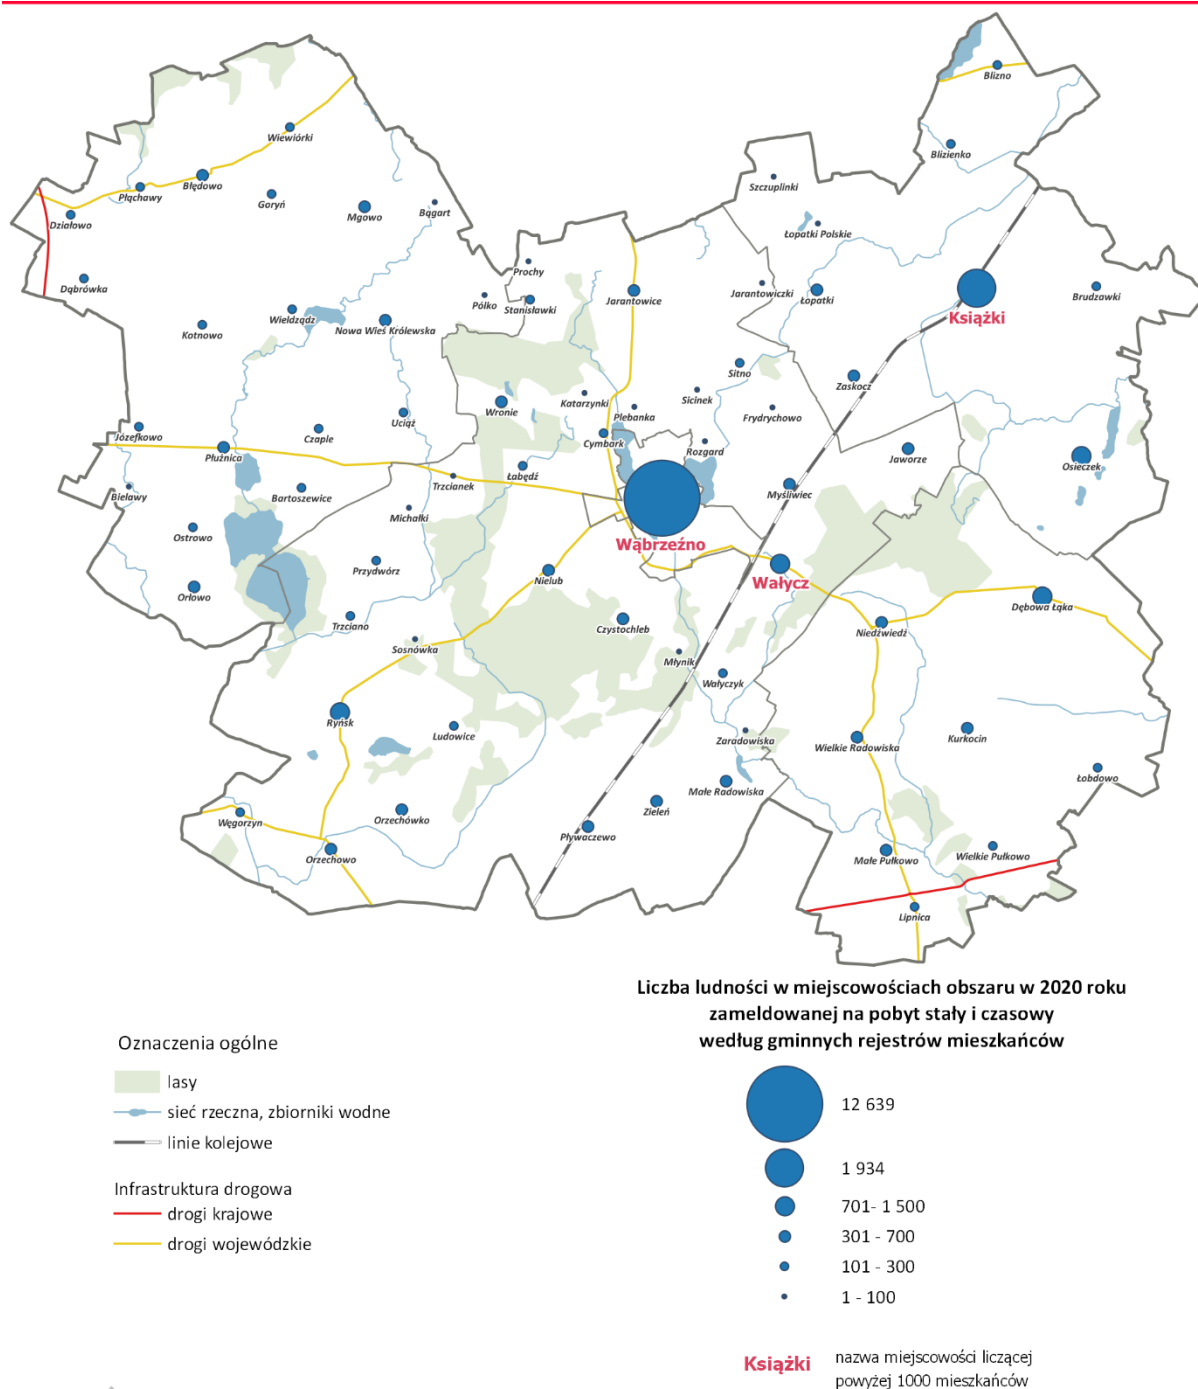 Blizno
Wiewiórki
Blizienko
Płąchawy
Błędowo
Szczuplinki
Goryń
Mgowo
Bągart
Działowo
Łopatki Polskie
Prochy
Dąbrówka
Półko
Stanisławki
Jarantowice
Jarantowiczki
Łopatki
Brudzawki
Książki
Wieldządz
Nowa Wieś Królewska
Kotnowo
Sitno
Zaskocz
Katarzynki
Sicinek
Wronie
Plebanka
Frydrychowo
Uciąż
Józefkowo
Czaple
Cymbark
Rozgard
Płużnica
Jaworze
Osieczek
Łabędź
Trzcianek
Bielawy
Bartoszewice
Myśliwiec
Michałki
Ostrowo
Wąbrzeźno
Przydwórz
Nielub
Wałycz
Orłowo
Dębowa Łąka
Trzciano
Czystochleb
Niedźwiedź
Sosnówka
Młynik
Wałyczyk
Ryńsk
Ludowice
Zaradowiska
Wielkie Radowiska
Kurkocin
Łobdowo
Małe Radowiska
Węgorzyn
Orzechówko
Zieleń
Pływaczewo
Orzechowo
Małe Pułkowo
Wielkie Pułkowo
Lipnica
Liczba ludności w miejscowościach obszaru w 2020 roku
zameldowanej na pobyt stały i czasowy
według gminnych rejestrów mieszkańców
Oznaczenia ogólne
lasy
sieć rzeczna, zbiorniki wodne
linie kolejowe
Infrastruktura drogowa
drogi krajowe
drogi wojewódzkie
12 639
1 934
701- 1 500
301 - 700
101 - 300
1 - 100
Książki
nazwa miejscowości liczącej
powyżej 1000 mieszkańców